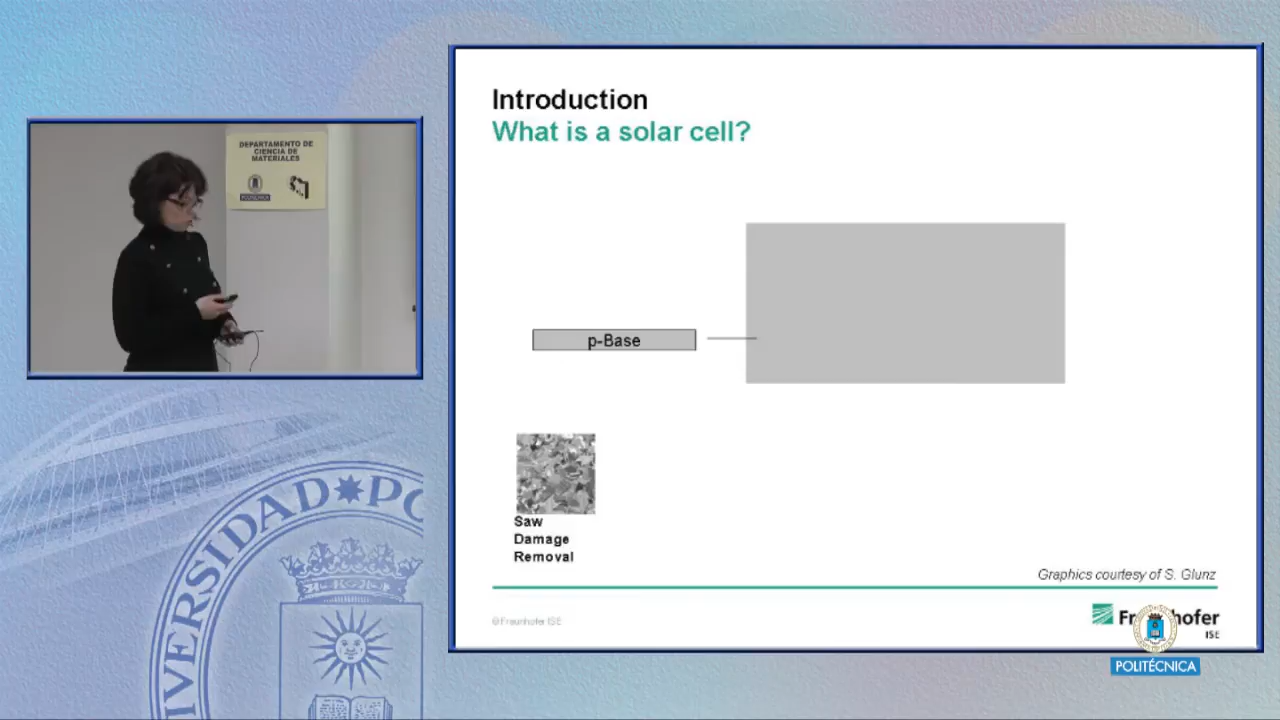 DEPARTAMENTO DE
CIENCIA DE
MATERIALES
POLITÉCNICA
Introduction
What is a solar cell?
p-Base
Saw
Damage
Removal
Graphics courtesy of S. Glunz
© Fraunhofer ISE
ISE
POLITÉCNICA